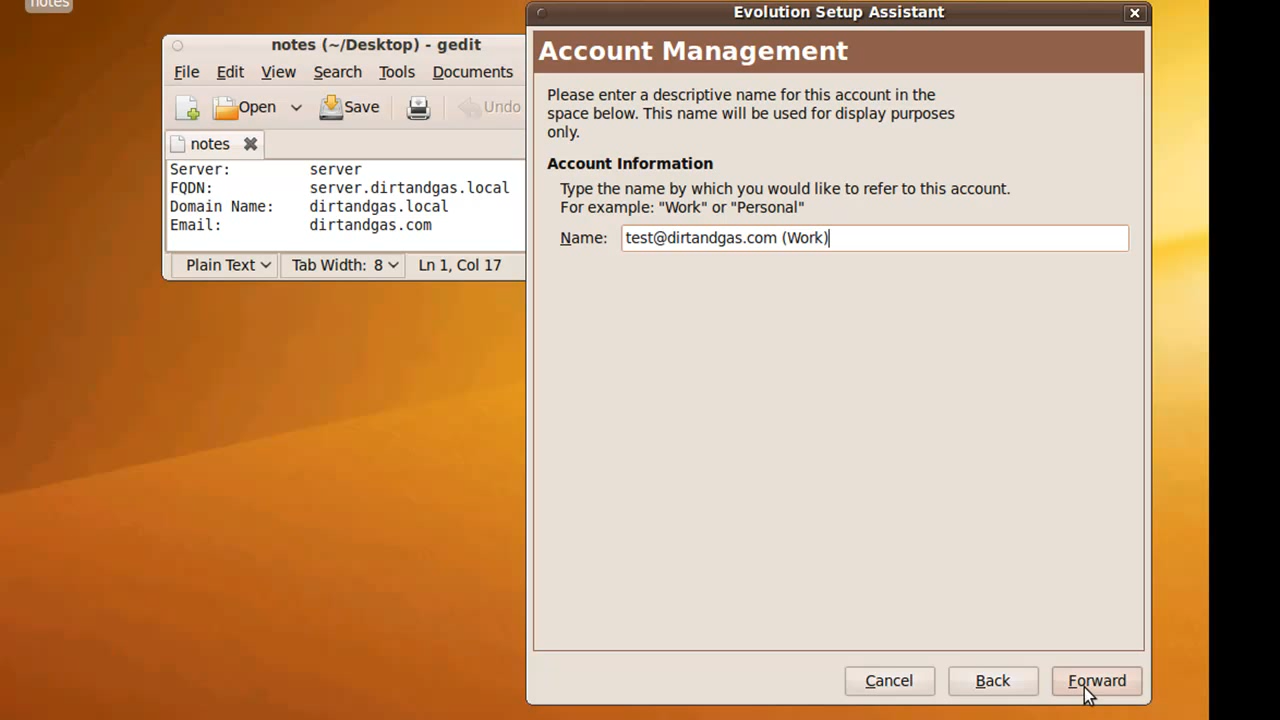 notes
notes (~/Desktop) - gedit
File Edit View Search Tools Documents
Open Save Undo
notes
Server: server
FQDN: server.dirtandgas.local
Domain Name: dirtandgas.local
Email: dirtandgas.com
Plain Text Tab Width: 8 Ln 1, Col 17
Evolution Setup Assistant
Account Management
Please enter a descriptive name for this account in the
space below. This name will be used for display purposes
only.
Account Information
Type the name by which you would like to refer to this account.
For example: "Work" or "Personal"
Name: test@dirtandgas.com (Work)
Cancel Back Forward